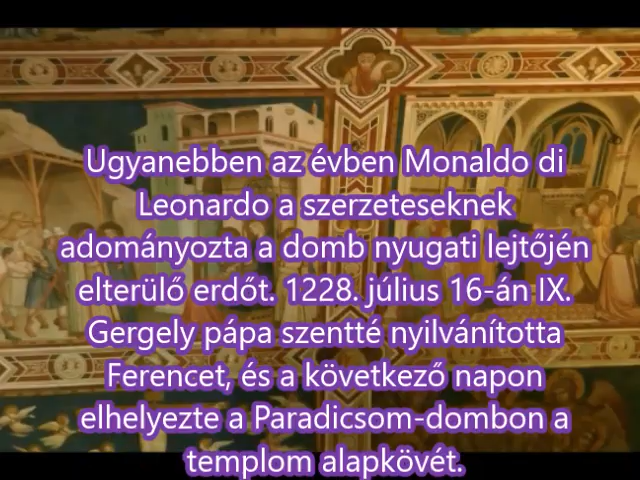 Ugyanebben az évben Monaldo di
Leonardo a szerzeteseknek
adományozta a domb nyugati lejtőjén
elterülő erdőt. 1228. július 16-án IX.
Gergely pápa szentté nyilvánította
Ferencet, és a következő napon
elhelyezte a Paradicsom-dombon a
templom alapkövét.